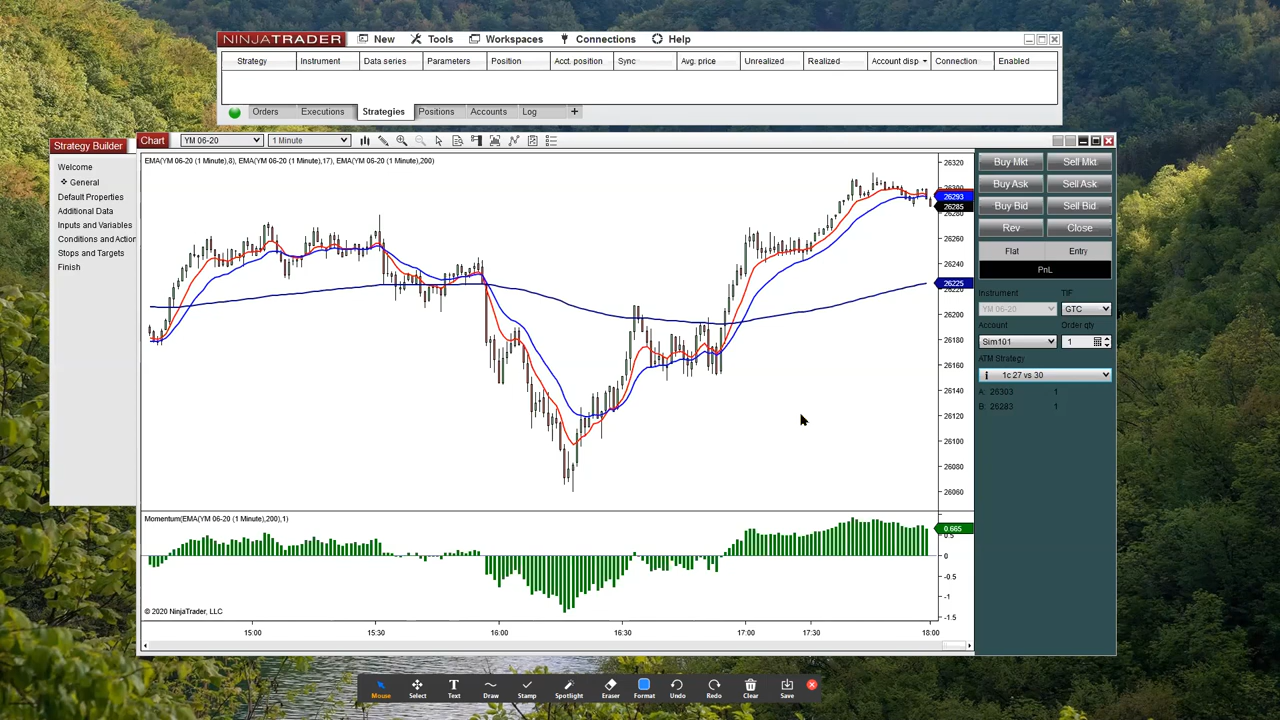 NINJATRADER New Tools Workspaces Connections Help
Strategy Instrument Data series Parameters Position Acct. position Sync Avg. price Unrealized Realized Account disp Connection Enabled
Orders Executions Strategies Positions Accounts Log +
Strategy Builder
Welcome
General
Default Properties
Additional Data
Inputs and Variables
Conditions and Action
Stops and Targets
Finish
Chart YM 06-20 1 Minute
EMA(YM 06-20 (1 Minute),8), EMA(YM 06-20 (1 Minute),17), EMA(YM 06-20 (1 Minute),200)
26320
26300
26293
26285
26280
26260
26240
26225
26200
26180
26160
26140
26120
26100
26080
26060
Momentum(EMA(YM 06-20 (1 Minute),200),1)
0.665
0.5
0
-0.5
-1
-1.5
© 2020 NinjaTrader, LLC
15:00 15:30 16:00 16:30 17:00 17:30 18:00
Buy Mkt Sell Mkt
Buy Ask Sell Ask
Buy Bid Sell Bid
Rev Close
Flat Entry
PnL
Instrument TIF
YM 06-20 GTC
Account Order qty
Sim101 1
ATM Strategy
1c 27 vs 30
A: 26303 1
B: 26283 1
Mouse Select Text Draw Stamp Spotlight Eraser Format Undo Redo Clear Save